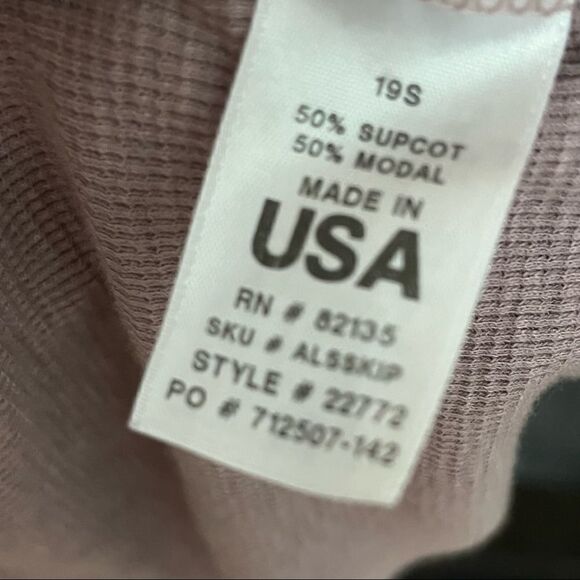 19S
50% SUPCOT
50% MODAL
MADE IN
USA
RN # 82135
SKU # ALSSKIP
STYLE # 22772
PO # 712507-142